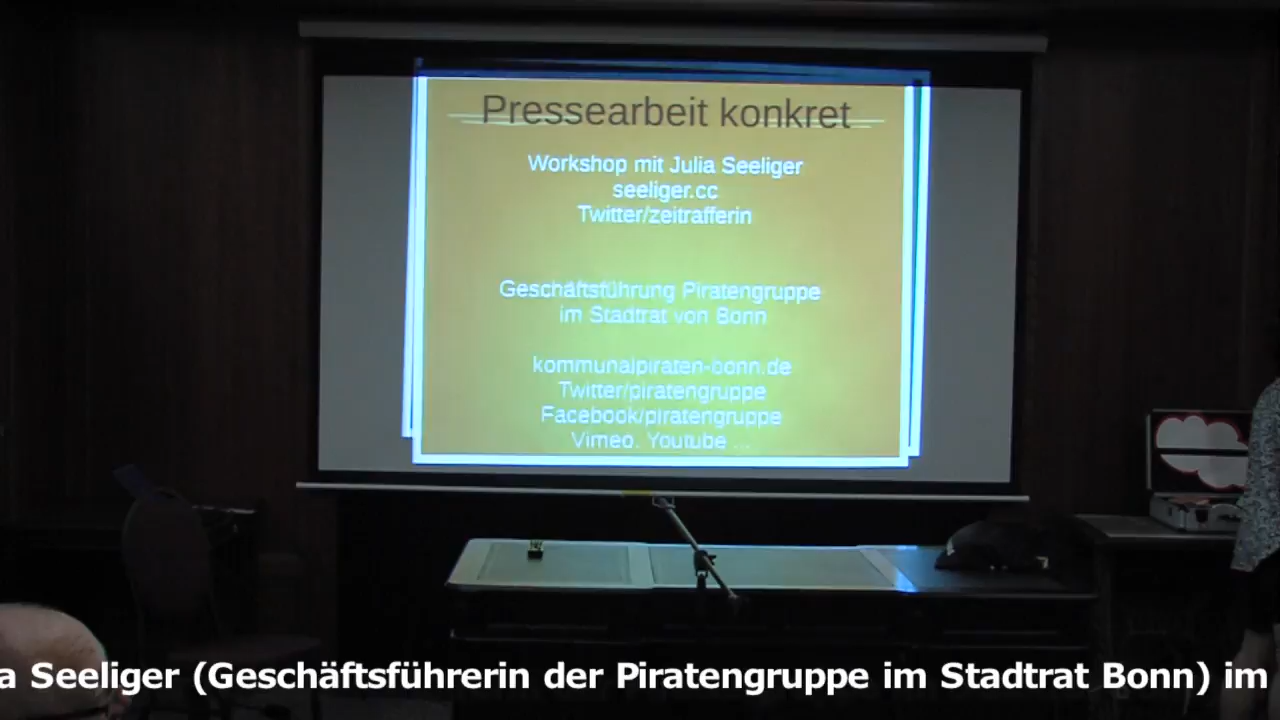 Pressearbeit konkret
Workshop mit Julia Seeliger
seeliger.cc
Twitter/zeitrafferin
Geschäftsführung Piratengruppe
im Stadtrat von Bonn
kommunalpiraten-bonn.de
Twitter/piratengruppe
Facebook/piratengruppe
Vimeo. Youtube ...
a Seeliger (Geschäftsführerin der Piratengruppe im Stadtrat Bonn) im